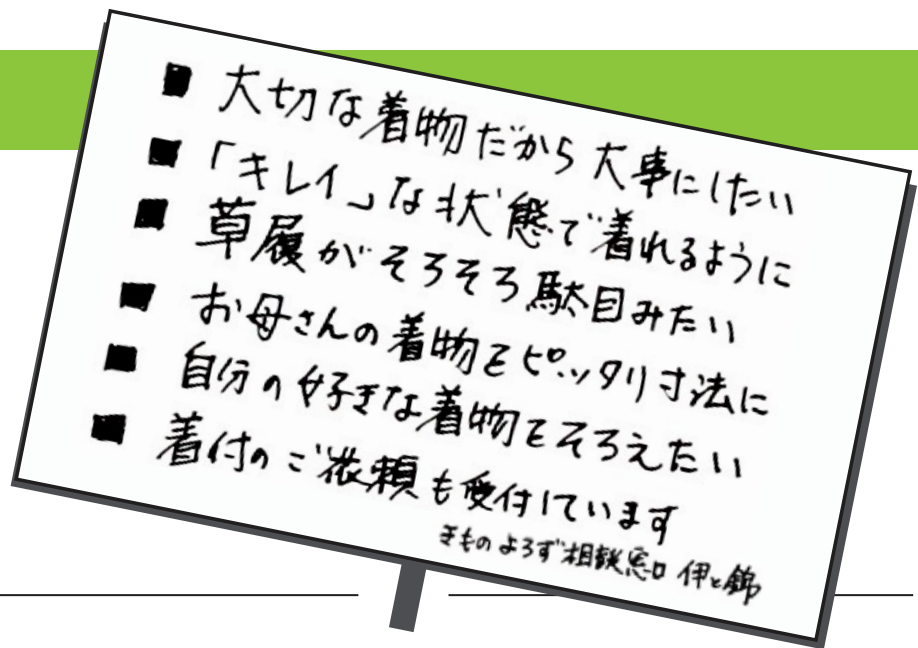 ■ 大切な着物だから大事にしたい
■ 「キレイ」な状態で着れるように
■ 草履がそろそろ駄目みたい
■ お母さんの着物をピッタリ寸法に
■ 自分の好きな着物をそろえたい
■ 着付のご依頼も受付しています
きものよろず相談窓口 伊と錦